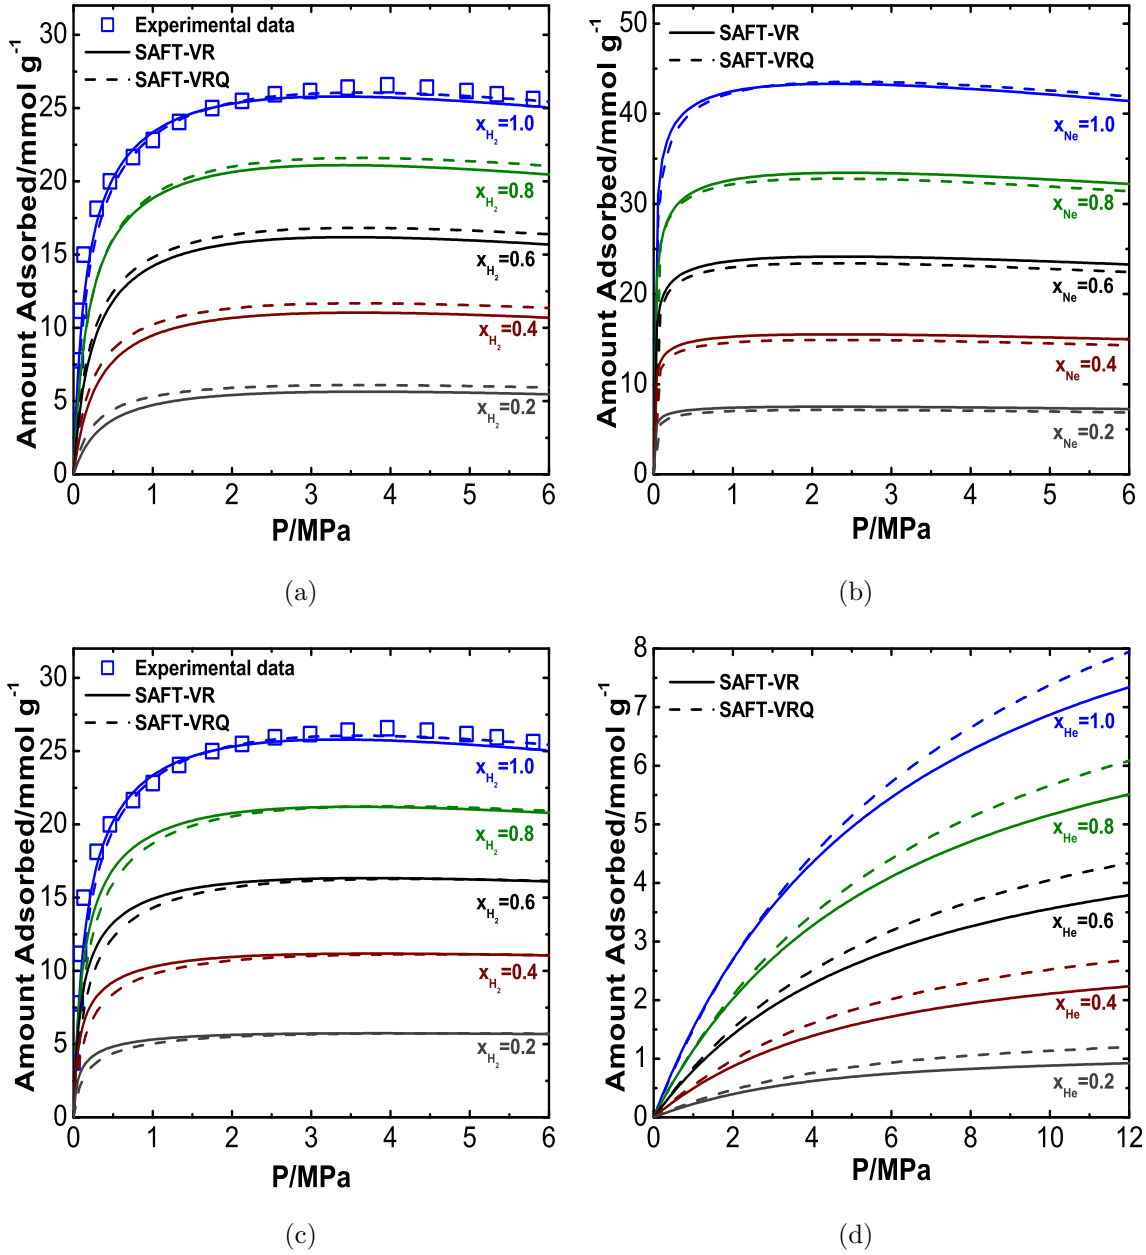 Experimental data
SAFT-VR
SAFT-VRQ
30
25
20
15
10
5
0
Amount Adsorbed/mmol g-1
xH2=1.0
xH2=0.8
xH2=0.6
xH2=0.4
xH2=0.2
0 1 2 3 4 5 6
P/MPa
(a)
SAFT-VR
SAFT-VRQ
50
40
30
20
10
0
Amount Adsorbed/mmol g-1
xNe=1.0
xNe=0.8
xNe=0.6
xNe=0.4
xNe=0.2
0 1 2 3 4 5 6
P/MPa
(b)
Experimental data
SAFT-VR
SAFT-VRQ
30
25
20
15
10
5
0
Amount Adsorbed/mmol g-1
xH2=1.0
xH2=0.8
xH2=0.6
xH2=0.4
xH2=0.2
0 1 2 3 4 5 6
P/MPa
(c)
SAFT-VR
SAFT-VRQ
8
7
6
5
4
3
2
1
0
Amount Adsorbed/mmol g-1
xHe=1.0
xHe=0.8
xHe=0.6
xHe=0.4
xHe=0.2
0 2 4 6 8 10 12
P/MPa
(d)